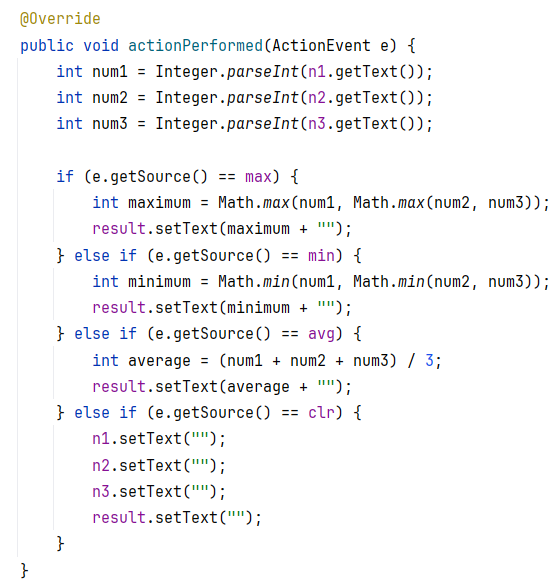 @Override
public void actionPerformed(ActionEvent e) {
    int num1 = Integer.parseInt(n1.getText());
    int num2 = Integer.parseInt(n2.getText());
    int num3 = Integer.parseInt(n3.getText());

    if (e.getSource() == max) {
        int maximum = Math.max(num1, Math.max(num2, num3));
        result.setText(maximum + "");
    } else if (e.getSource() == min) {
        int minimum = Math.min(num1, Math.min(num2, num3));
        result.setText(minimum + "");
    } else if (e.getSource() == avg) {
        int average = (num1 + num2 + num3) / 3;
        result.setText(average + "");
    } else if (e.getSource() == clr) {
        n1.setText("");
        n2.setText("");
        n3.setText("");
        result.setText("");
    }
}